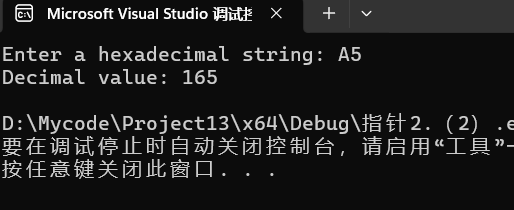 Microsoft Visual Studio 调试
Enter a hexadecimal string: A5
Decimal value: 165
D:\Mycode\Project13\x64\Debug\指针2.（2）.e
要在调试停止时自动关闭控制台，请启用“工具”-
按任意键关闭此窗口. . .